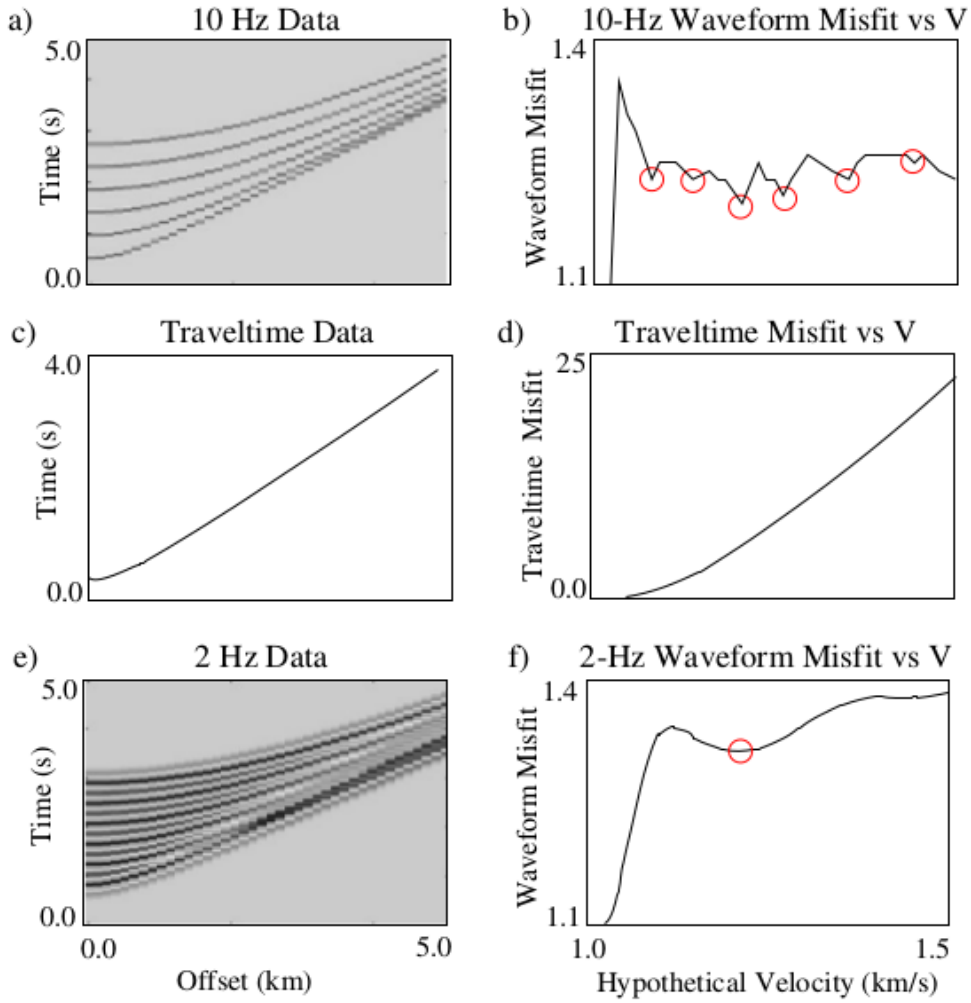 a) 10 Hz Data
5.0
Time (s)
0.0
b) 10-Hz Waveform Misfit vs V
1.4
Waveform Misfit
1.1
c) Traveltime Data
4.0
Time (s)
0.0
d) Traveltime Misfit vs V
25
Traveltime Misfit
0.0
e) 2 Hz Data
5.0
Time (s)
0.0
0.0 5.0
Offset (km)
f) 2-Hz Waveform Misfit vs V
1.4
Waveform Misfit
1.1
1.0 1.5
Hypothetical Velocity (km/s)